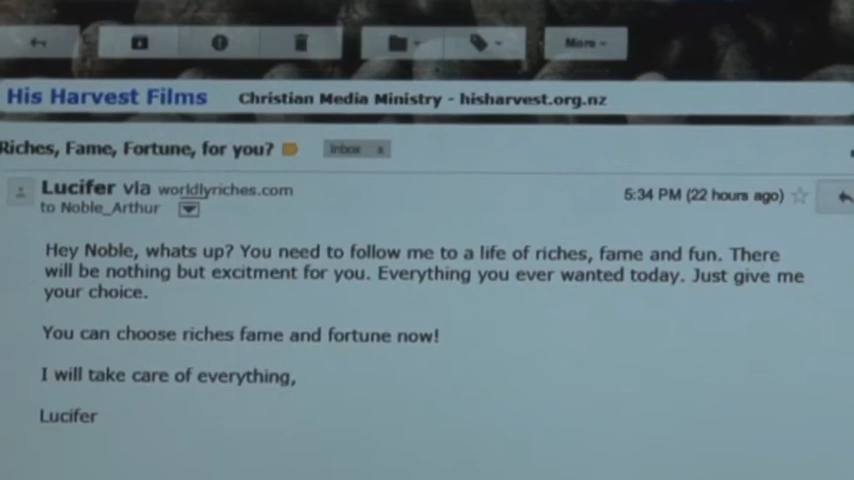 More
His Harvest Films Christian Media Ministry - hisharvest.org.nz
Riches, Fame, Fortune, for you? Inbox x
Lucifer via worldlyriches.com 5:34 PM (22 hours ago)
to Noble_Arthur
Hey Noble, whats up? You need to follow me to a life of riches, fame and fun. There
will be nothing but excitment for you. Everything you ever wanted today. Just give me
your choice.
You can choose riches fame and fortune now!
I will take care of everything,
Lucifer